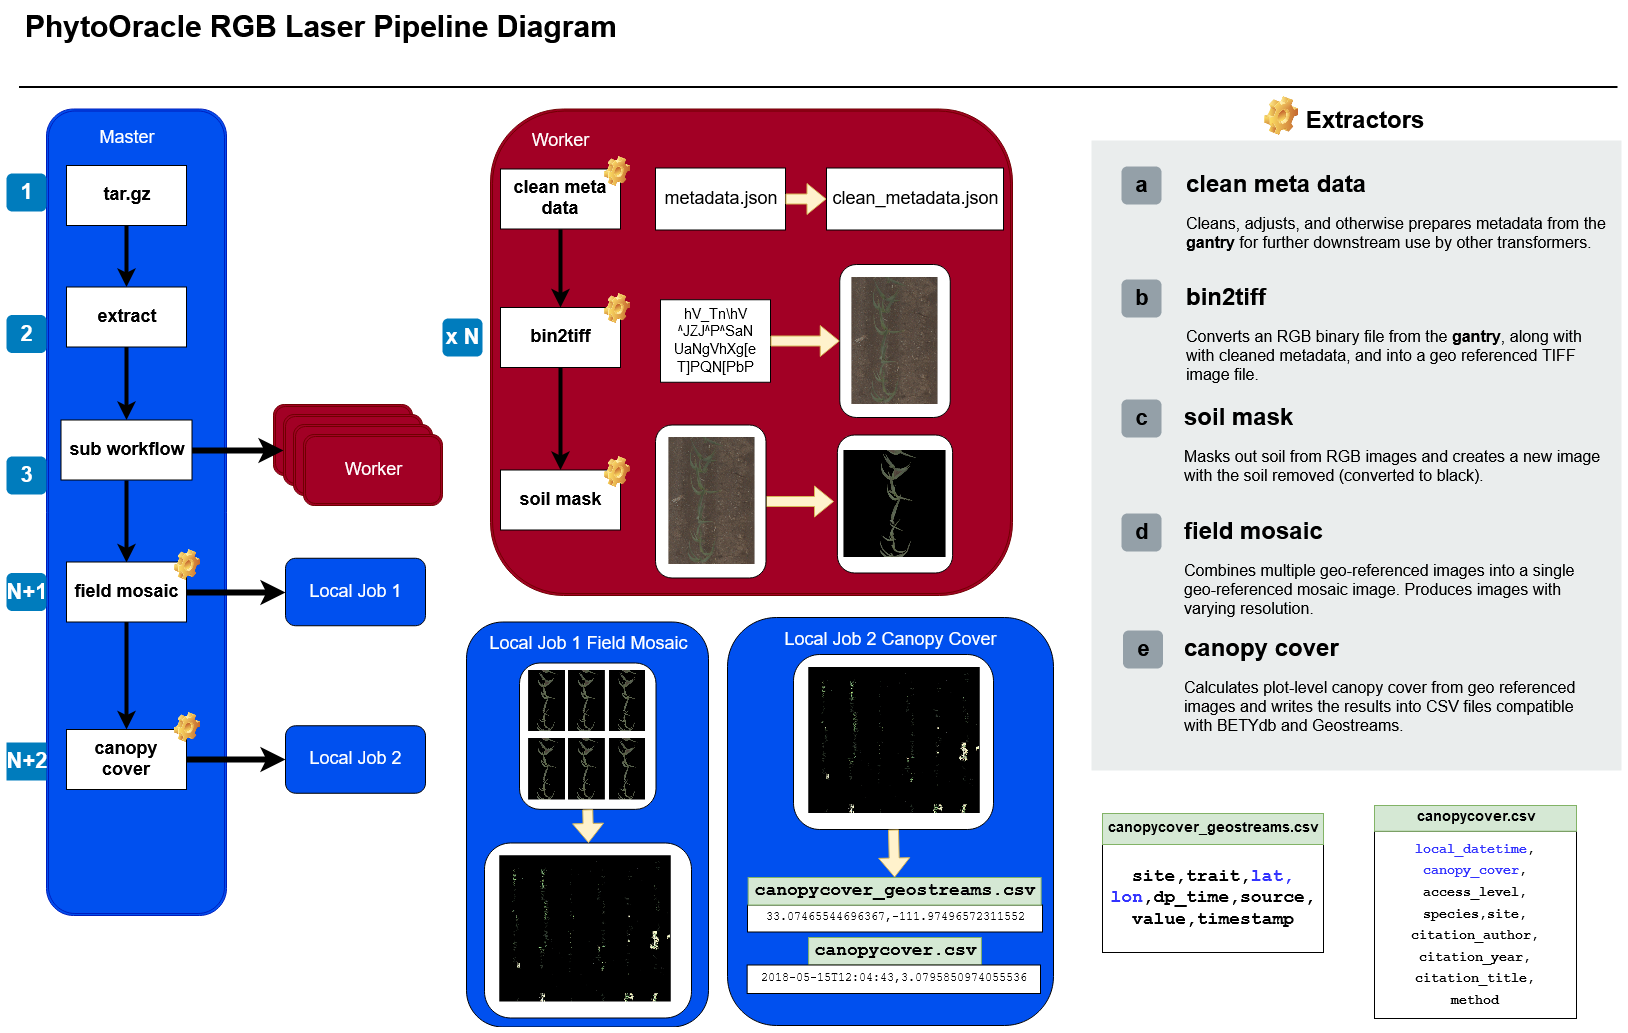 PhytoOracle RGB Laser Pipeline Diagram
Master
1
tar.gz
2
extract
3
sub workflow
Worker
N+1
field mosaic
Local Job 1
N+2
canopy
cover
Local Job 2
x N
Worker
clean meta
data
metadata.json
clean_metadata.json
bin2tiff
hV_Tn\hV
^JZJ^P^SaN
UaNgVhXg[e
T]PQN[PbP
soil mask
Local Job 1 Field Mosaic
Local Job 2 Canopy Cover
canopycover_geostreams.csv
33.07465544696367,-111.97496572311552
canopycover.csv
2018-05-15T12:04:43,3.0795850974055536
Extractors
a
clean meta data
Cleans, adjusts, and otherwise prepares metadata from the
gantry for further downstream use by other transformers.
b
bin2tiff
Converts an RGB binary file from the gantry, along with
with cleaned metadata, and into a geo referenced TIFF
image file.
c
soil mask
Masks out soil from RGB images and creates a new image
with the soil removed (converted to black).
d
field mosaic
Combines multiple geo-referenced images into a single
geo-referenced mosaic image. Produces images with
varying resolution.
e
canopy cover
Calculates plot-level canopy cover from geo referenced
images and writes the results into CSV files compatible
with BETYdb and Geostreams.
canopycover_geostreams.csv
site,trait,lat,
lon,dp_time,source,
value,timestamp
canopycover.csv
local_datetime,
canopy_cover,
access_level,
species,site,
citation_author,
citation_year,
citation_title,
method